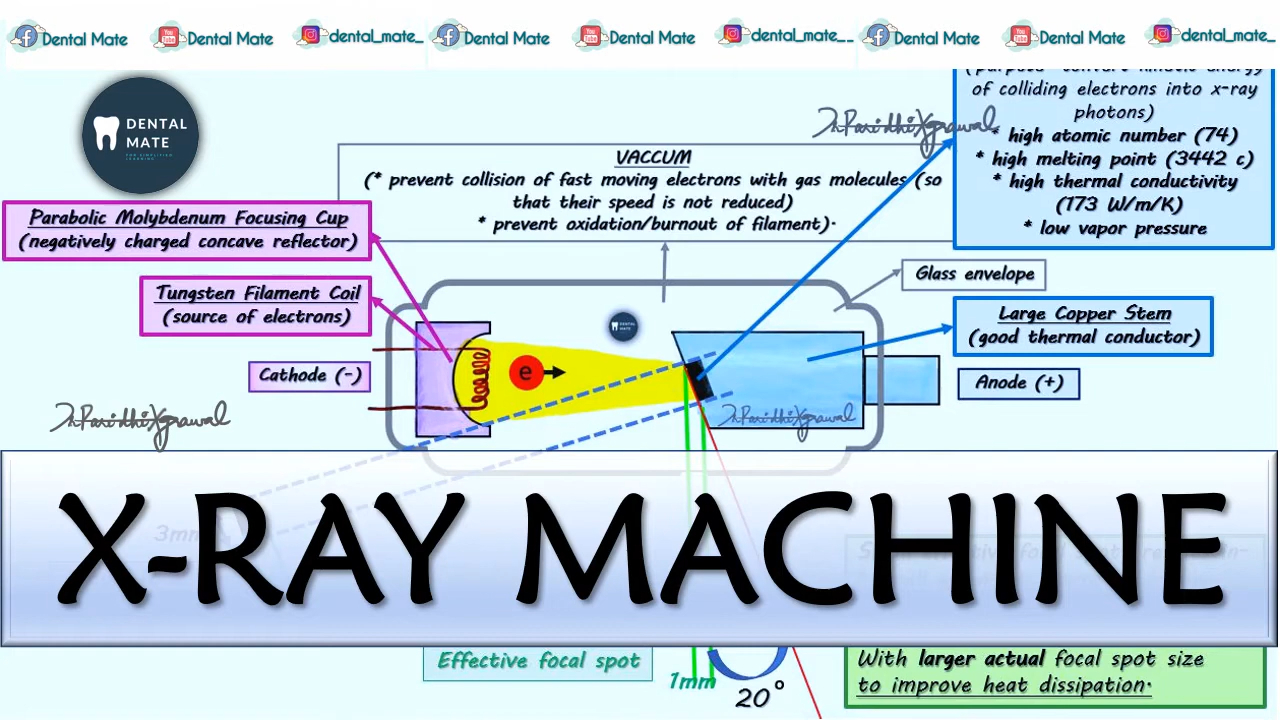 Dental Mate Dental Mate dental_mate_ Dental Mate Dental Mate dental_mate__ Dental Mate Dental Mate dental_mate_
of colliding electrons into x-ray
photons)
* high atomic number (74)
* high melting point (3442 c)
* high thermal conductivity
(173 W/m/K)
* low vapor pressure
DENTAL
MATE
VACCUM
(* prevent collision of fast moving electrons with gas molecules (so
that their speed is not reduced)
* prevent oxidation/burnout of filament).
Parabolic Molybdenum Focusing Cup
(negatively charged concave reflector)
Glass envelope
Tungsten Filament Coil
(source of electrons)
Large Copper Stem
(good thermal conductor)
DENTAL
MATE
e
Cathode (-)
Anode (+)
X-RAY MACHINE
3mm
Effective focal spot
1mm
20°
With larger actual focal spot size
to improve heat dissipation.